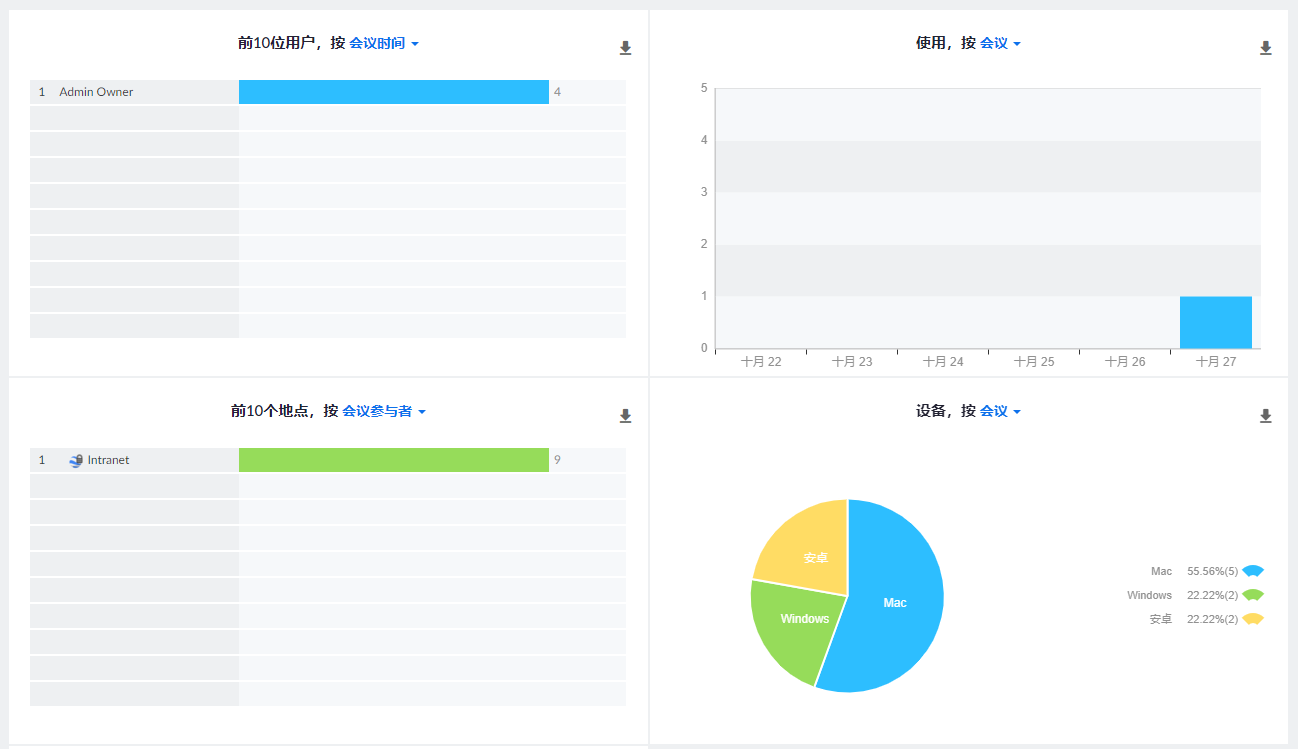 前10位用户，按 会议时间
1 Admin Owner 4
使用，按 会议
5
4
3
2
1
0
十月 22 十月 23 十月 24 十月 25 十月 26 十月 27
前10个地点，按 会议参与者
1 Intranet 9
设备，按 会议
安卓
Mac
Windows
Mac 55.56%(5)
Windows 22.22%(2)
安卓 22.22%(2)